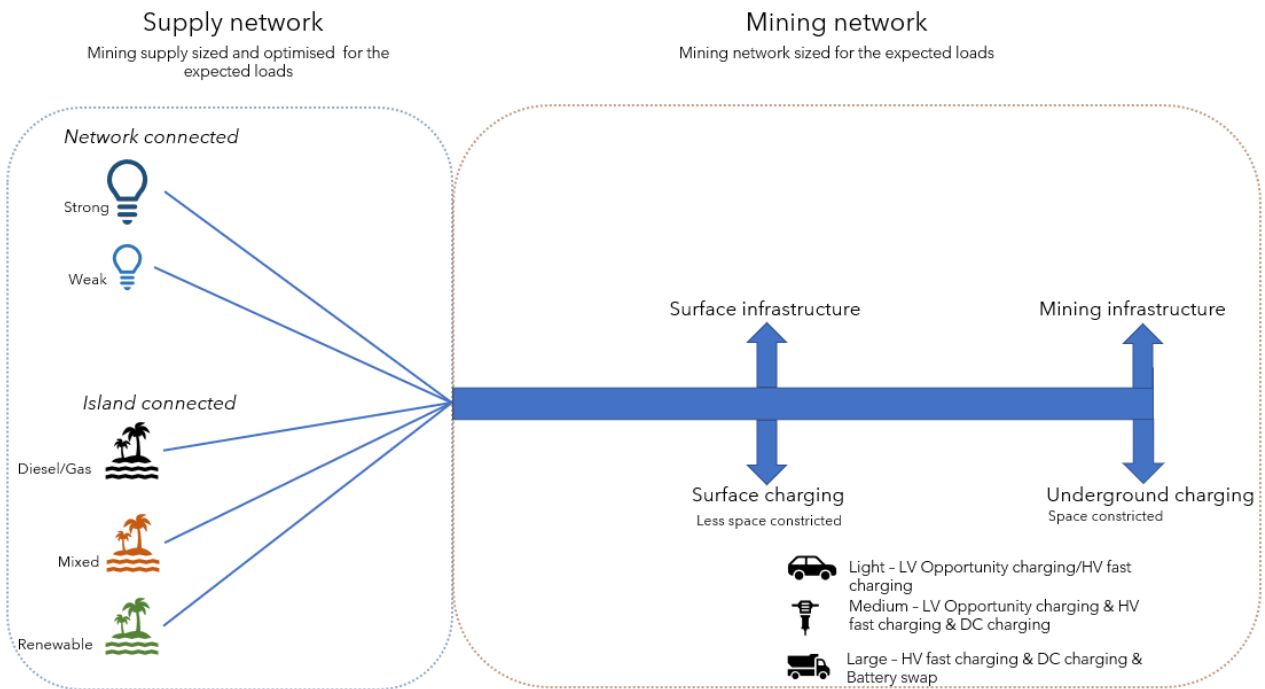 Supply network
Mining supply sized and optimised for the
expected loads
Mining network
Mining network sized for the expected loads
Network connected
Strong
Weak
Island connected
Diesel/Gas
Mixed
Renewable
Surface infrastructure
Mining infrastructure
Surface charging
Less space constricted
Underground charging
Space constricted
Light – LV Opportunity charging/HV fast
charging
Medium – LV Opportunity charging & HV
fast charging & DC charging
Large – HV fast charging & DC charging &
Battery swap